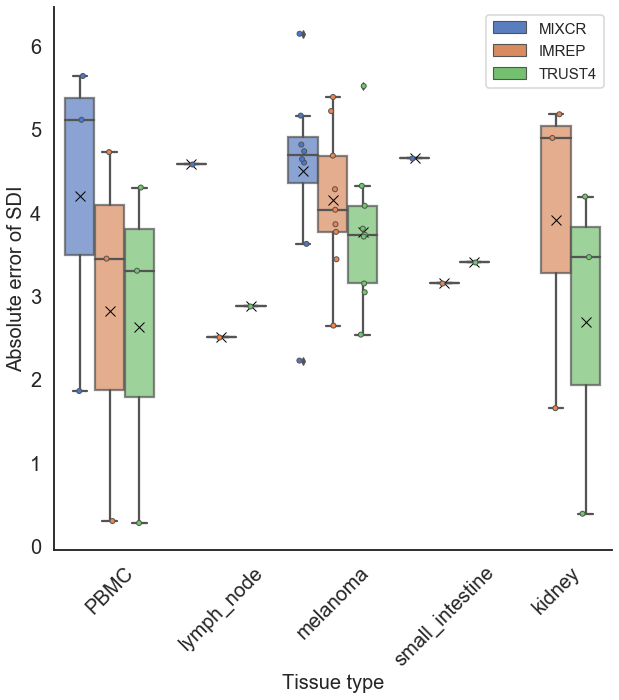 MIXCR
IMREP
TRUST4
Absolute error of SDI
6
5
4
3
2
1
0
PBMC
lymph_node
melanoma
small_intestine
kidney
Tissue type